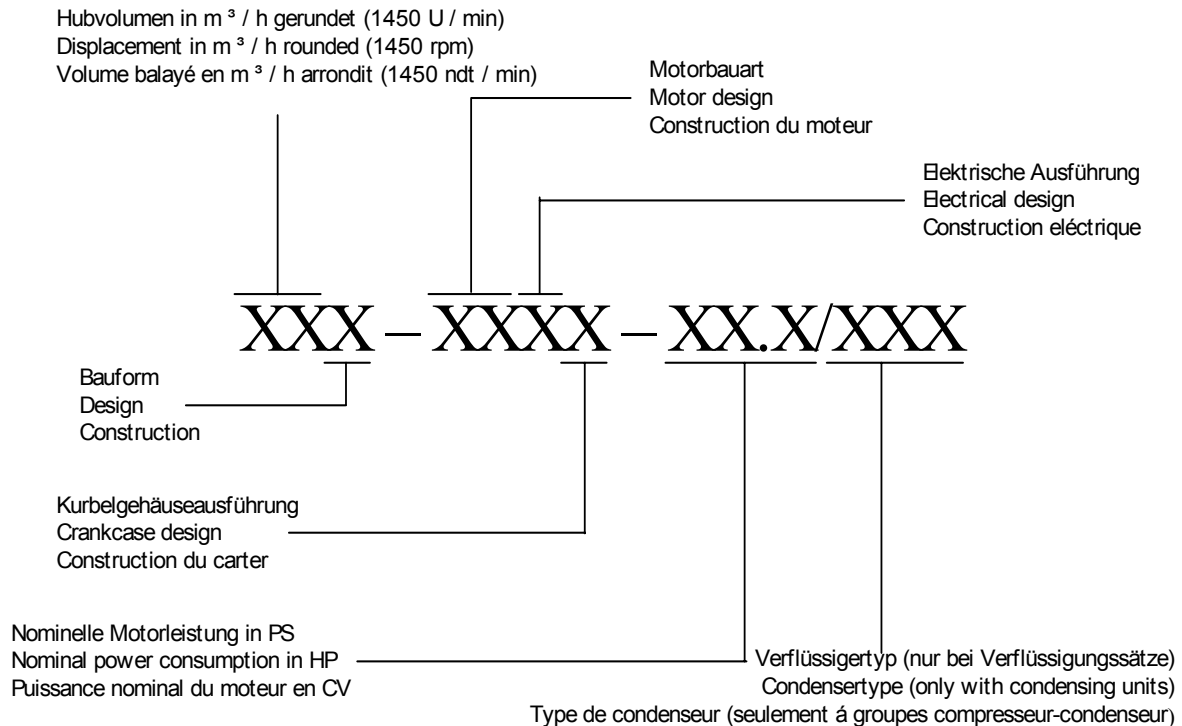 Hubvolumen in m ³ / h gerundet (1450 U / min)
Displacement in m ³ / h rounded (1450 rpm)
Volume balayé en m ³ / h arrondit (1450 ndt / min)
Motorbauart
Motor design
Construction du moteur
Elektrische Ausführung
Electrical design
Construction eléctrique
XXX – XXXX – XX.X/XXX
Bauform
Design
Construction
Kurbelgehäuseausführung
Crankcase design
Construction du carter
Nominelle Motorleistung in PS
Nominal power consumption in HP
Puissance nominal du moteur en CV
Verflüssigertyp (nur bei Verflüssigungssätze)
Condensertype (only with condensing units)
Type de condenseur (seulement á groupes compresseur-condenseur)